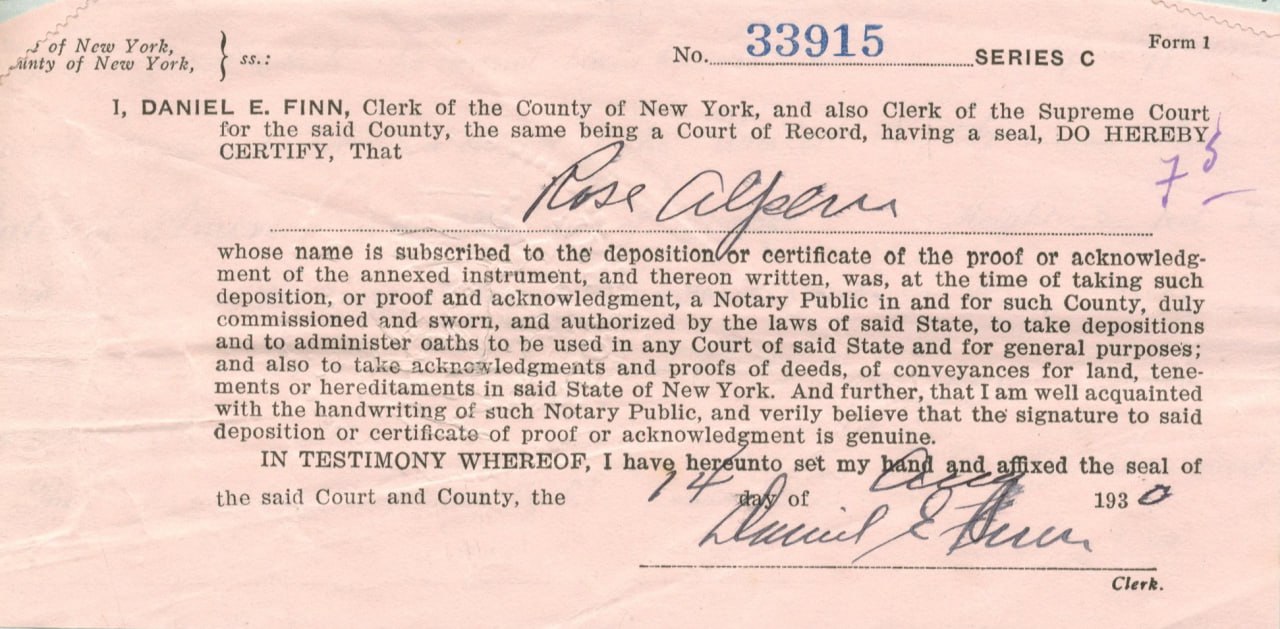 of New York,
unty of New York, } ss.:
No. 33915 SERIES C
Form 1
I, DANIEL E. FINN, Clerk of the County of New York, and also Clerk of the Supreme Court
for the said County, the same being a Court of Record, having a seal, DO HEREBY
CERTIFY, That
75
Rose Alpern
whose name is subscribed to the deposition or certificate of the proof or acknowledg-
ment of the annexed instrument, and thereon written, was, at the time of taking such
deposition, or proof and acknowledgment, a Notary Public in and for such County, duly
commissioned and sworn, and authorized by the laws of said State, to take depositions
and to administer oaths to be used in any Court of said State and for general purposes;
and also to take acknowledgments and proofs of deeds, of conveyances for land, tene-
ments or hereditaments in said State of New York. And further, that I am well acquainted
with the handwriting of such Notary Public, and verily believe that the signature to said
deposition or certificate of proof or acknowledgment is genuine.
IN TESTIMONY WHEREOF, I have hereunto set my hand and affixed the seal of
the said Court and County, the 14 day of Aug 1930
Daniel E Finn
Clerk.